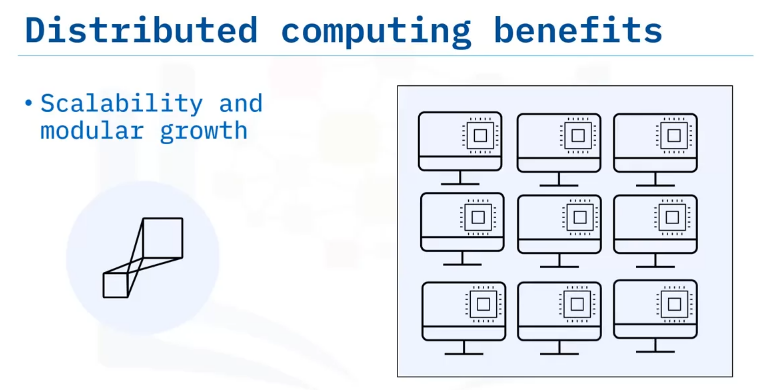 Distributed computing benefits
• Scalability and
modular growth